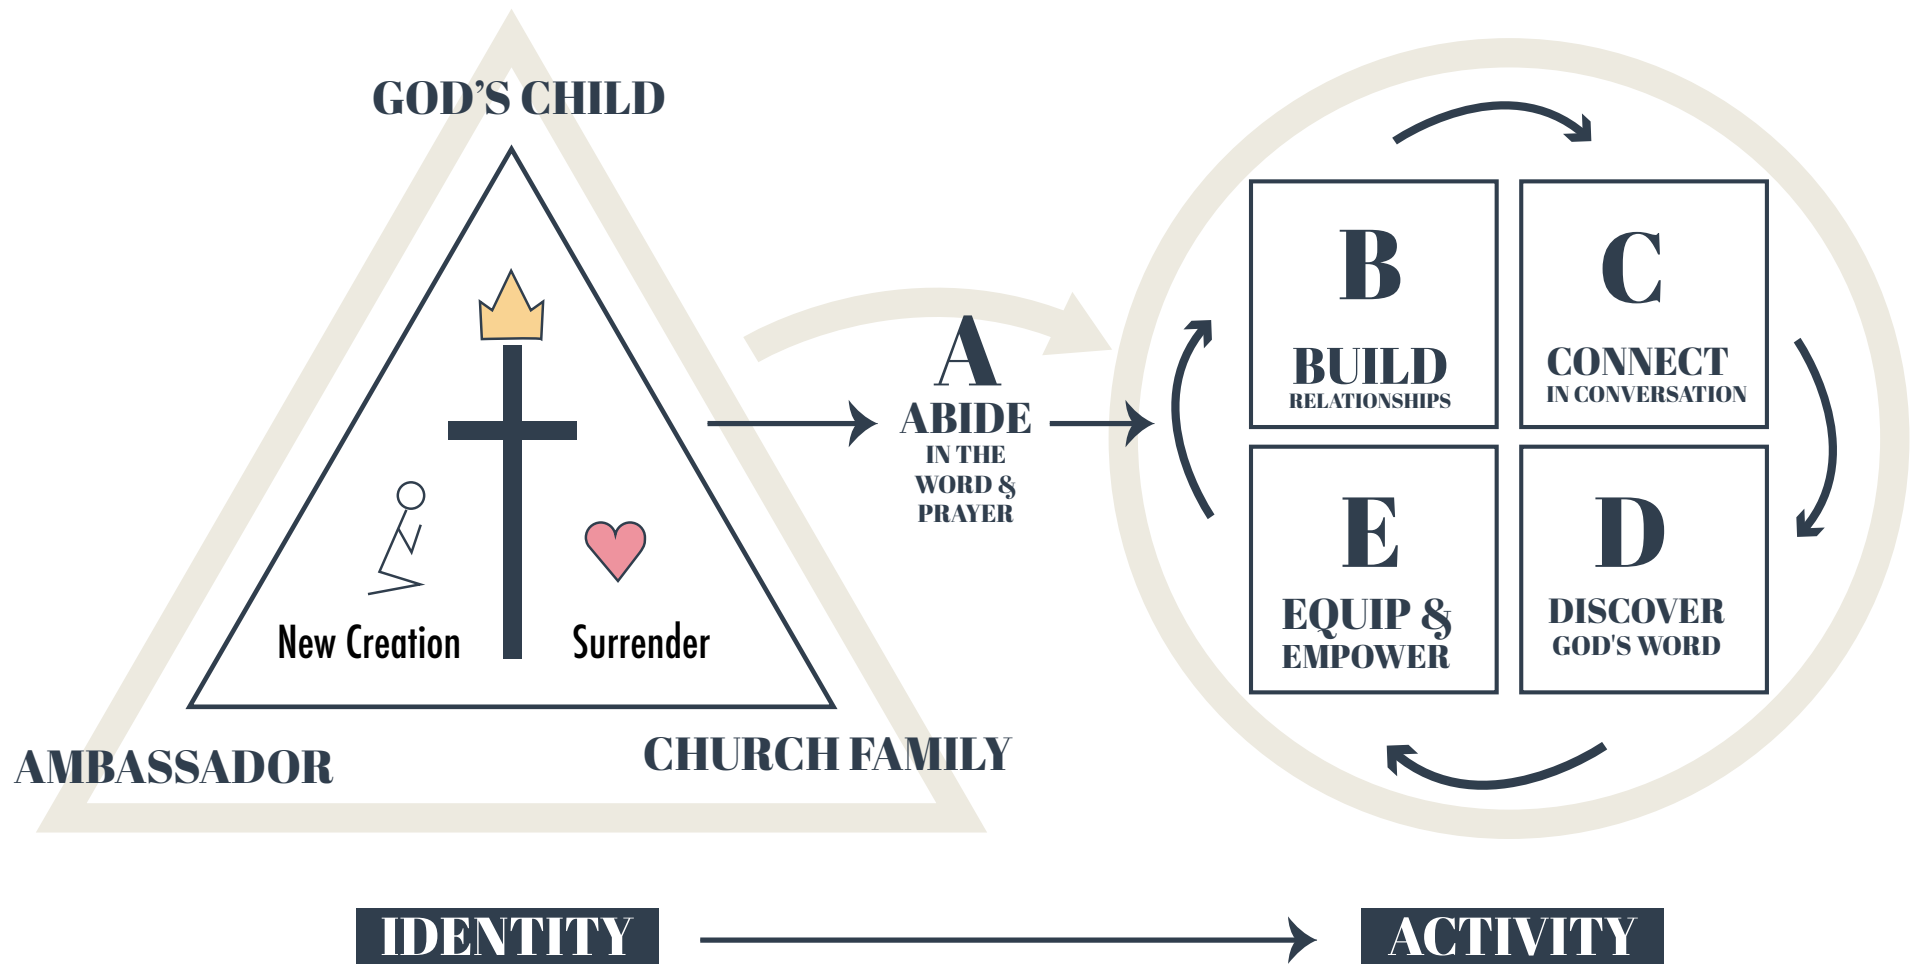 GOD’S CHILD
New Creation
Surrender
AMBASSADOR
CHURCH FAMILY
A
ABIDE
IN THE
WORD &
PRAYER
B
BUILD
RELATIONSHIPS
C
CONNECT
IN CONVERSATION
E
EQUIP &
EMPOWER
D
DISCOVER
GOD'S WORD
IDENTITY
ACTIVITY